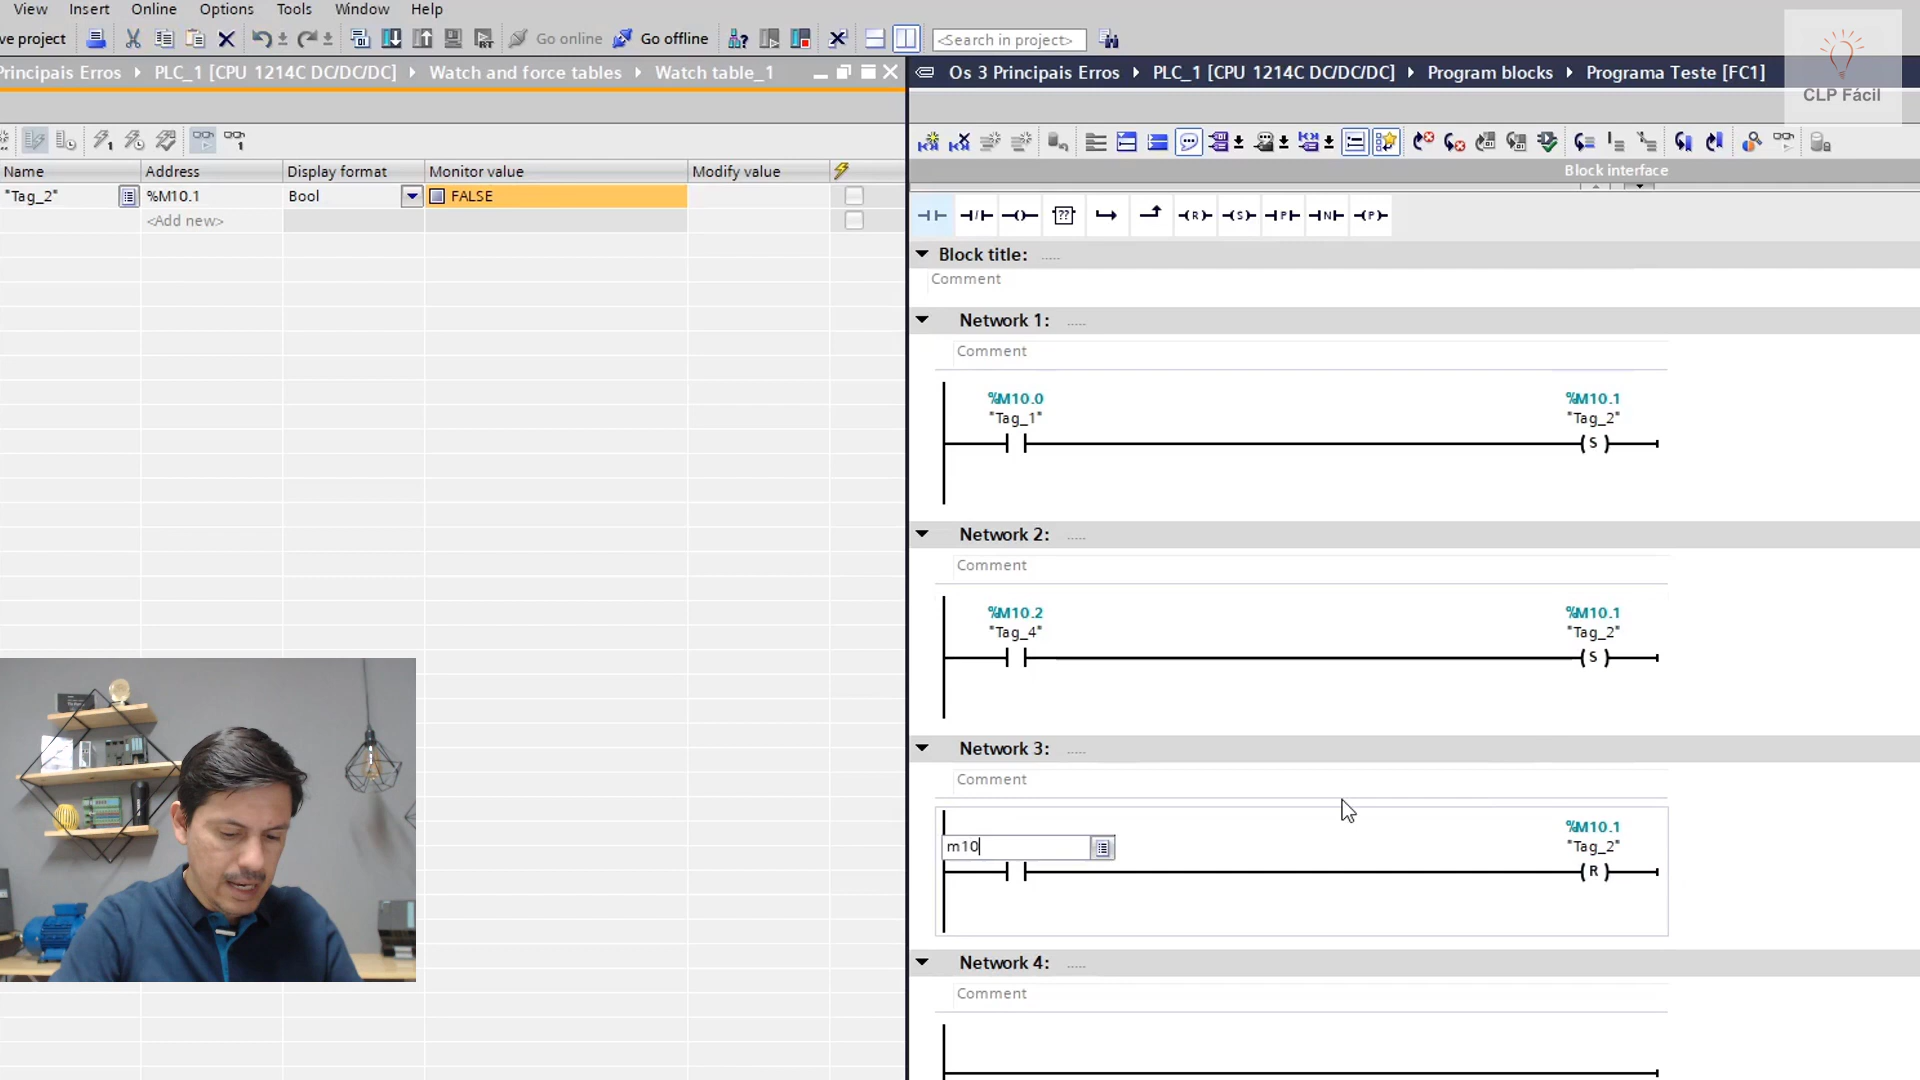 View Insert Online Options Tools Window Help
ve project Go online Go offline <Search in project>
Principais Erros PLC_1 [CPU 1214C DC/DC/DC] Watch and force tables Watch table_1
Name Address Display format Monitor value Modify value
"Tag_2" %M10.1 Bool FALSE
<Add new>
Os 3 Principais Erros PLC_1 [CPU 1214C DC/DC/DC] Program blocks Programa Teste [FC1]
CLP Fácil
Block interface
?? R S P N P
Block title: .....
Comment
Network 1: .....
Comment
%M10.0 %M10.1
"Tag_1" "Tag_2"
S
Network 2: .....
Comment
%M10.2 %M10.1
"Tag_4" "Tag_2"
S
Network 3: .....
Comment
%M10.1
m10 "Tag_2"
R
Network 4: .....
Comment